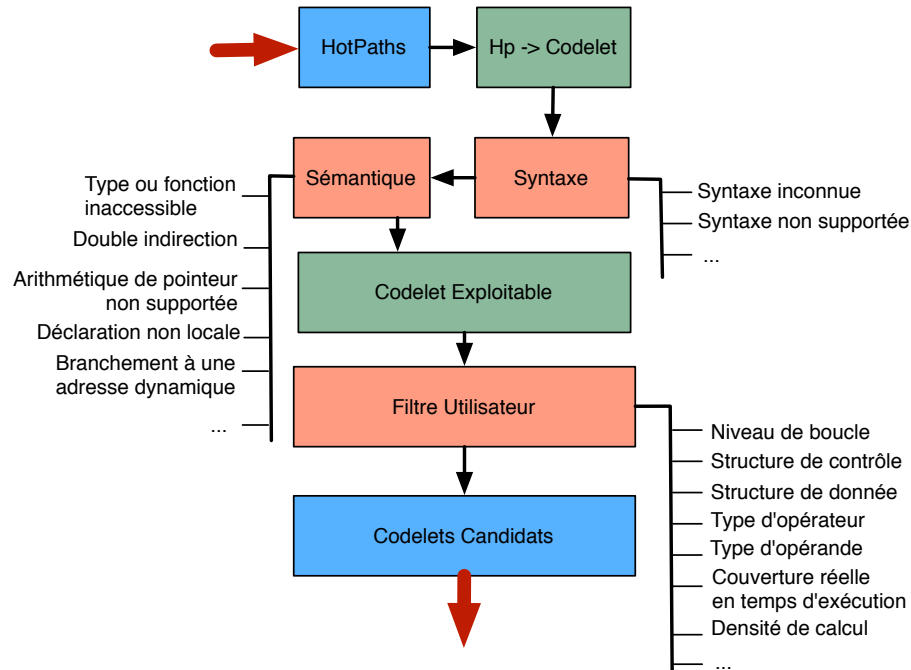 HotPaths
Hp -> Codelet
Sémantique
Syntaxe
Type ou fonction
inaccessible
Double indirection
Arithmétique de pointeur
non supportée
Déclaration non locale
Branchement à une
adresse dynamique
...
Syntaxe inconnue
Syntaxe non supportée
...
Codelet Exploitable
Filtre Utilisateur
Niveau de boucle
Structure de contrôle
Structure de donnée
Type d'opérateur
Type d'opérande
Couverture réelle
en temps d'exécution
Densité de calcul
...
Codelets Candidats